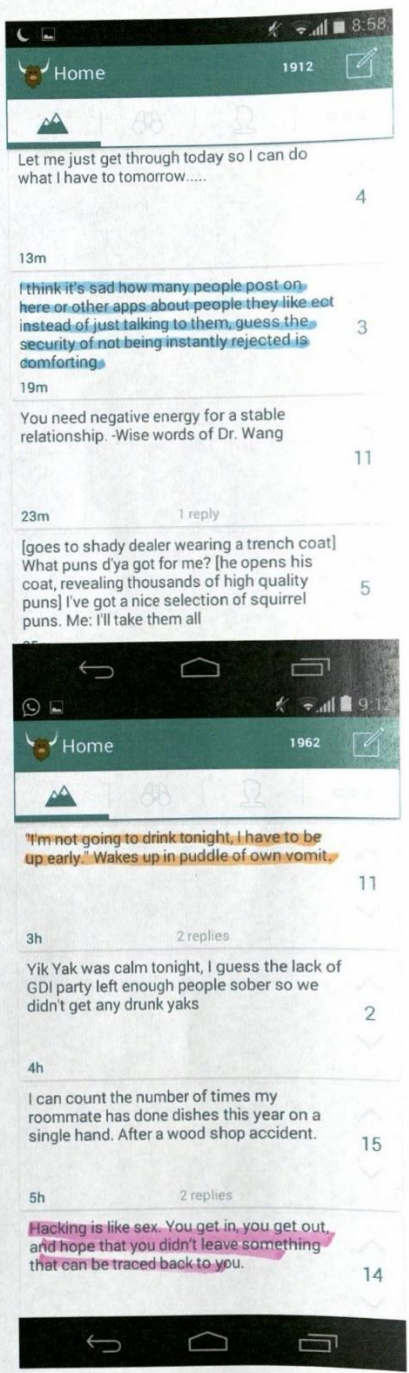 8:58
Home
1912
Let me just get through today so I can do
what I have to tomorrow.....
4
13m
I think it's sad how many people post on
here or other apps about people they like ect
instead of just talking to them, guess the
security of not being instantly rejected is
comforting
3
19m
You need negative energy for a stable
relationship. -Wise words of Dr. Wang
11
23m
1 reply
[goes to shady dealer wearing a trench coat]
What puns d'ya got for me? [he opens his
coat, revealing thousands of high quality
puns] I've got a nice selection of squirrel
puns. Me: I'll take them all
5
9:12
Home
1962
"I'm not going to drink tonight, I have to be
up early." Wakes up in puddle of own vomit.
11
3h
2 replies
Yik Yak was calm tonight, I guess the lack of
GDI party left enough people sober so we
didn't get any drunk yaks
2
4h
I can count the number of times my
roommate has done dishes this year on a
single hand. After a wood shop accident.
15
5h
2 replies
Hacking is like sex. You get in, you get out,
and hope that you didn't leave something
that can be traced back to you.
14